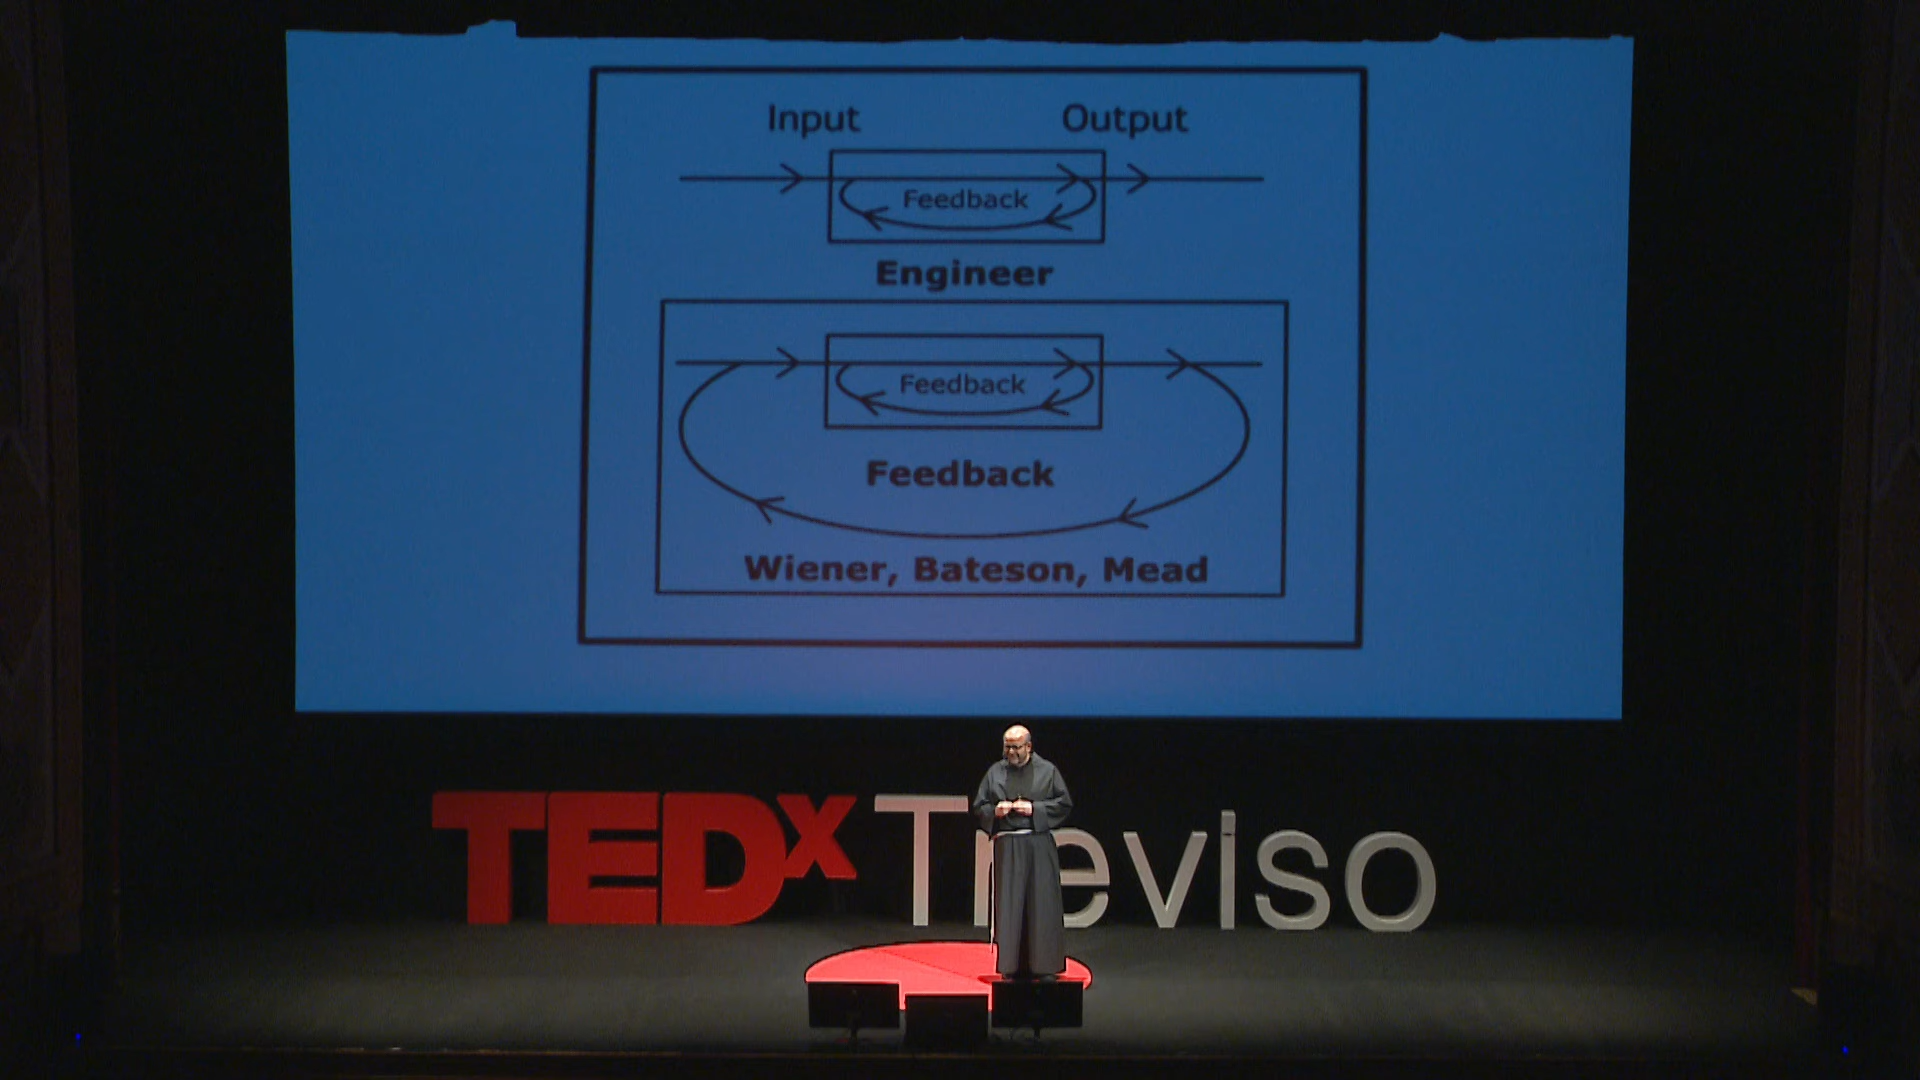 Input Output
Feedback
Engineer
Feedback
Feedback
Wiener, Bateson, Mead
TEDx Treviso